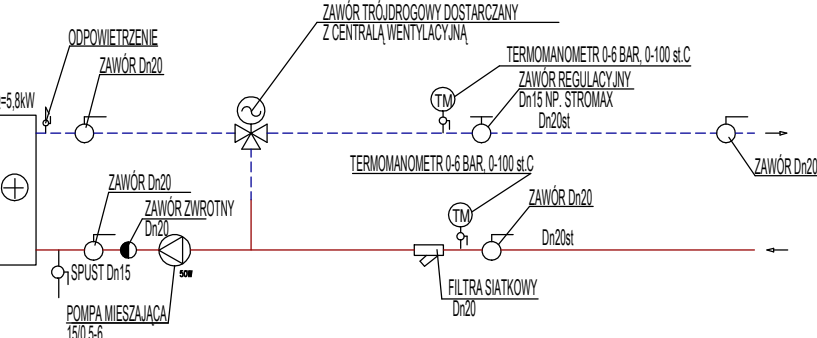 ZAWÓR TRÓJDROGOWY DOSTARCZANY
Z CENTRALĄ WENTYLACYJNĄ
ODPOWIETRZENIE
ZAWÓR Dn20
=5,8kW
TERMOMANOMETR 0-6 BAR, 0-100 st.C
TM
ZAWÓR REGULACYJNY
Dn15 NP. STROMAX
Dn20st
ZAWÓR Dn20
TERMOMANOMETR 0-6 BAR, 0-100 st.C
TM
ZAWÓR Dn20
Dn20st
ZAWÓR Dn20
ZAWÓR ZWROTNY
Dn20
SPUST Dn15
50W
FILTRA SIATKOWY
Dn20
POMPA MIESZAJĄCA
15/0,5-6